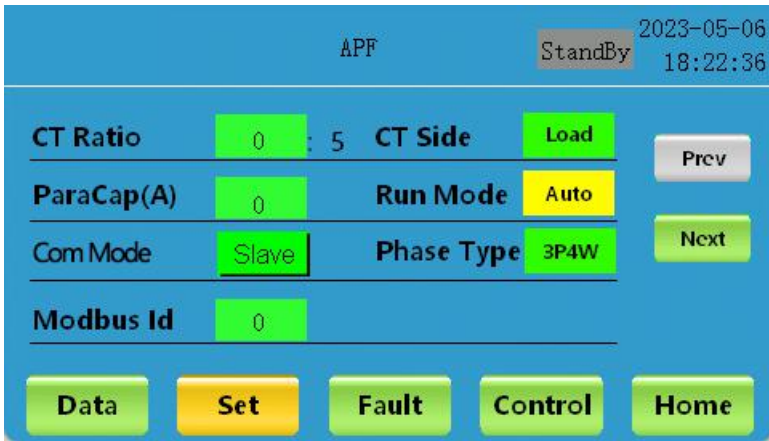 APF StandBy 2023-05-06
18:22:36
CT Ratio 0 : 5 CT Side Load
Prev
ParaCap(A) 0 Run Mode Auto
Com Mode Slave Phase Type 3P4W
Next
Modbus Id 0
Data Set Fault Control Home